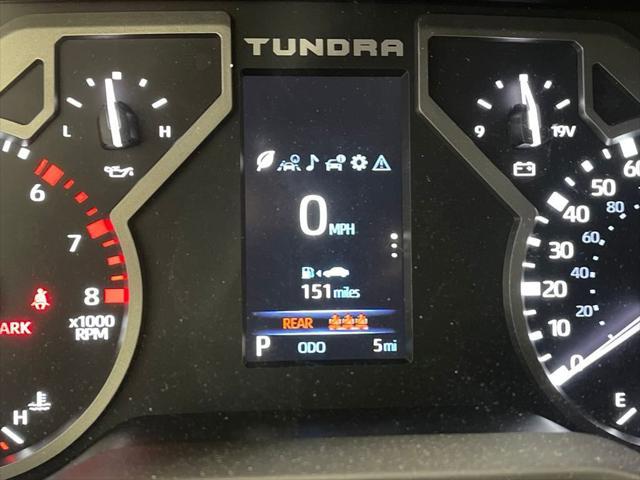 TUNDRA
L H
9 19V
6
7
8
x1000
RPM
ARK
H
0 MPH
151 miles
REAR
P ODO 5mi
60
50
40
30
20
10
0
80
60
40
20
E